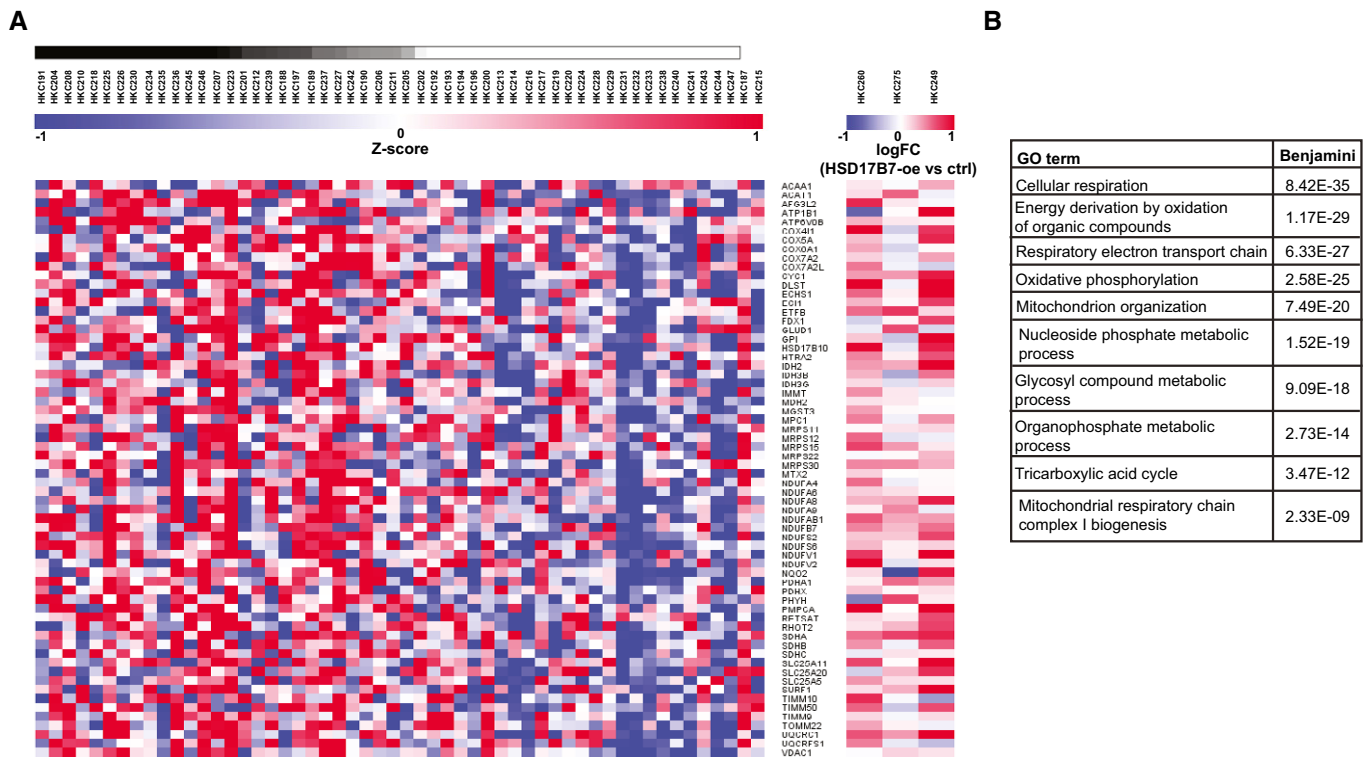 A
B
HKC191
HKC204
HKC208
HKC210
HKC218
HKC225
HKC226
HKC230
HKC234
HKC235
HKC236
HKC245
HKC246
HKC207
HKC223
HKC201
HKC212
HKC239
HKC188
HKC197
HKC189
HKC237
HKC227
HKC242
HKC190
HKC206
HKC211
HKC205
HKC202
HKC192
HKC193
HKC194
HKC196
HKC200
HKC213
HKC214
HKC216
HKC217
HKC219
HKC220
HKC224
HKC228
HKC229
HKC231
HKC232
HKC233
HKC238
HKC240
HKC241
HKC243
HKC244
HKC247
HKC187
HKC215
-1
0
1
Z-score
HKC260
HKC275
HKC249
-1
0
1
logFC
(HSD17B7-oe vs ctrl)
ACAA1
ACAT1
AFG3L2
ATP1B1
ATP6V0B
COX4I1
COX5A
COX6A1
COX7A2
COX7A2L
CYC1
DLST
ECHS1
ECI1
ETFB
FDX1
GLUD1
GPI
HSD17B10
HTRA2
IDH2
IDH3B
IDH3G
IMMT
MDH2
MGST3
MPC1
MRPS11
MRPS12
MRPS15
MRPS22
MRPS30
MTX2
NDUFA4
NDUFA6
NDUFA8
NDUFA9
NDUFAB1
NDUFB7
NDUFS2
NDUFS6
NDUFV1
NDUFV2
NQO2
PDHA1
PDHX
PHYH
PMPCA
RETSAT
RHOT2
SDHA
SDHB
SDHC
SLC25A11
SLC25A20
SLC25A5
SURF1
TIMM10
TIMM50
TIMM9
TOMM22
UQCRC1
UQCRFS1
VDAC1
GO term Benjamini
Cellular respiration 8.42E-35
Energy derivation by oxidation
of organic compounds 1.17E-29
Respiratory electron transport chain 6.33E-27
Oxidative phosphorylation 2.58E-25
Mitochondrion organization 7.49E-20
Nucleoside phosphate metabolic
process 1.52E-19
Glycosyl compound metabolic
process 9.09E-18
Organophosphate metabolic
process 2.73E-14
Tricarboxylic acid cycle 3.47E-12
Mitochondrial respiratory chain
complex I biogenesis 2.33E-09